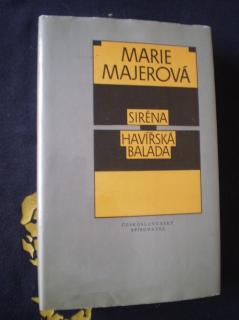 MARIE
MAJEROVÁ
SIRÉNA
HAVÍŘSKÁ
BALADA
ČESKOSLOVENSKÝ
SPISOVATEL